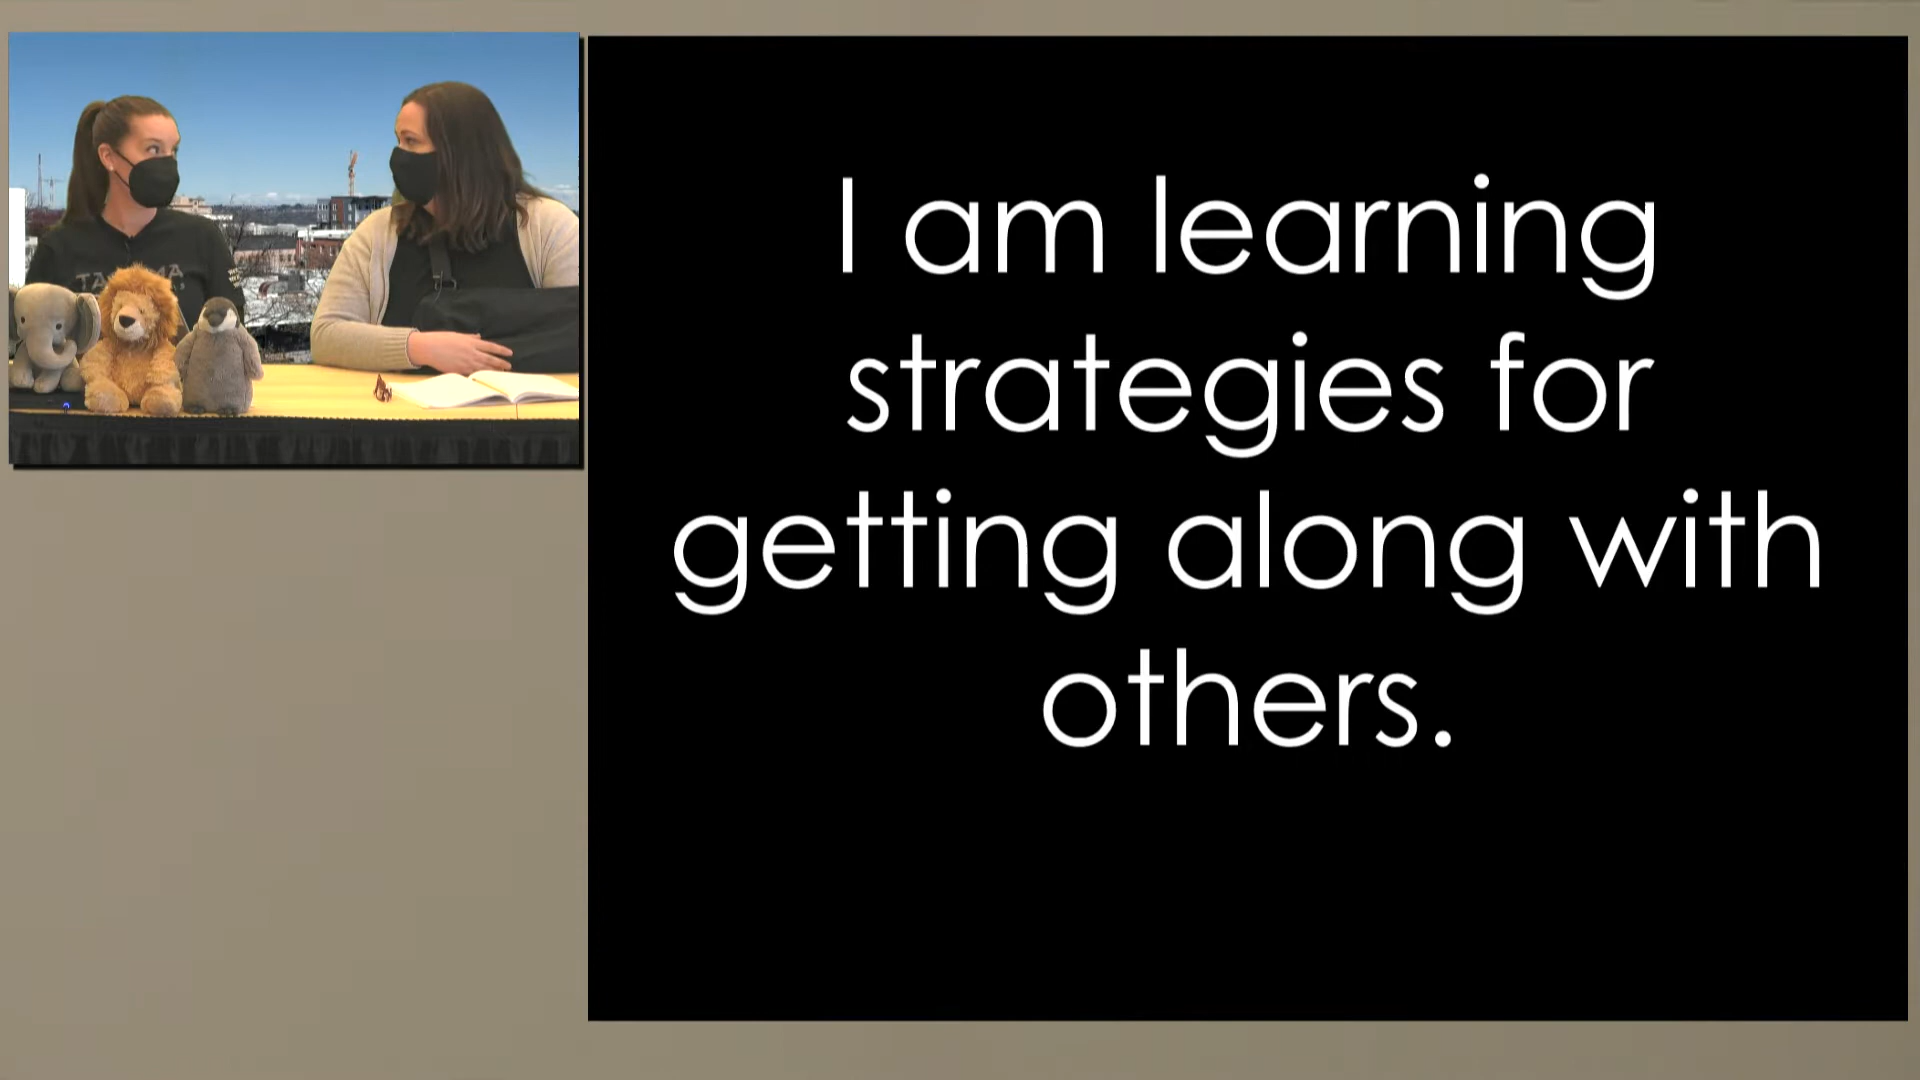 I am learning
strategies for
getting along with
others.